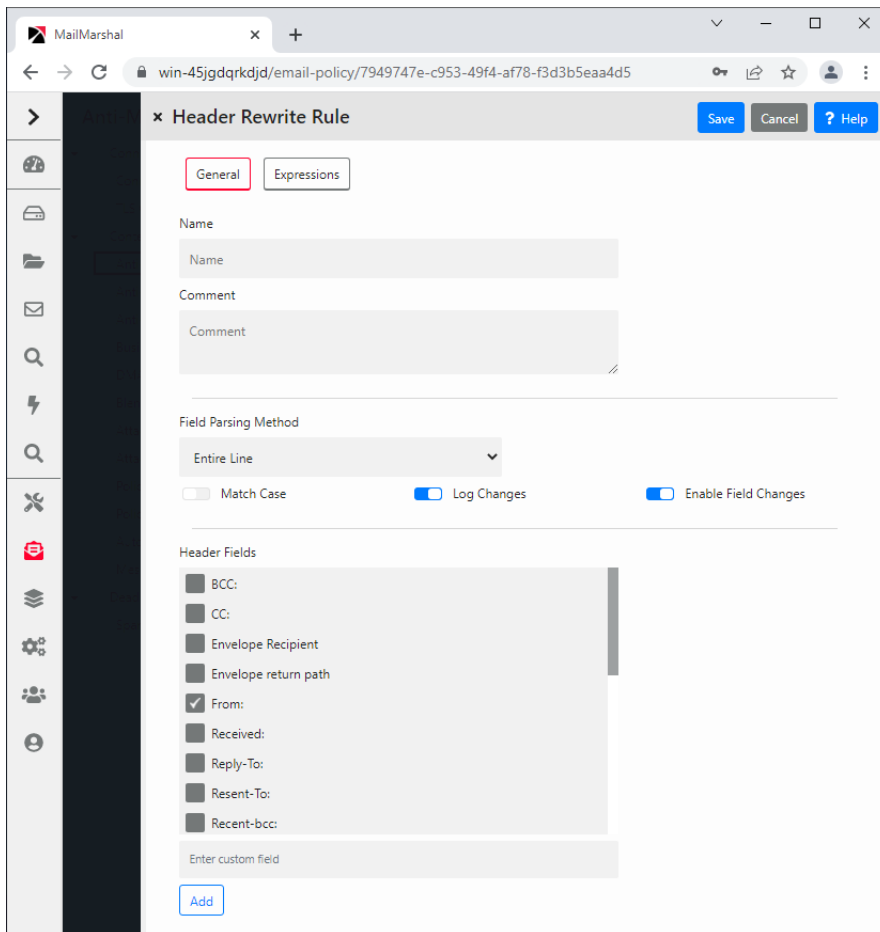 MailMarshal
win-45jgdqrkdjd/email-policy/7949747e-c953-49f4-af78-f3d3b5eaa4d5
Header Rewrite Rule
Save
Cancel
? Help
General
Expressions
Name
Name
Comment
Comment
Field Parsing Method
Entire Line
Match Case
Log Changes
Enable Field Changes
Header Fields
BCC:
CC:
Envelope Recipient
Envelope return path
From:
Received:
Reply-To:
Resent-To:
Recent-bcc:
Enter custom field
Add